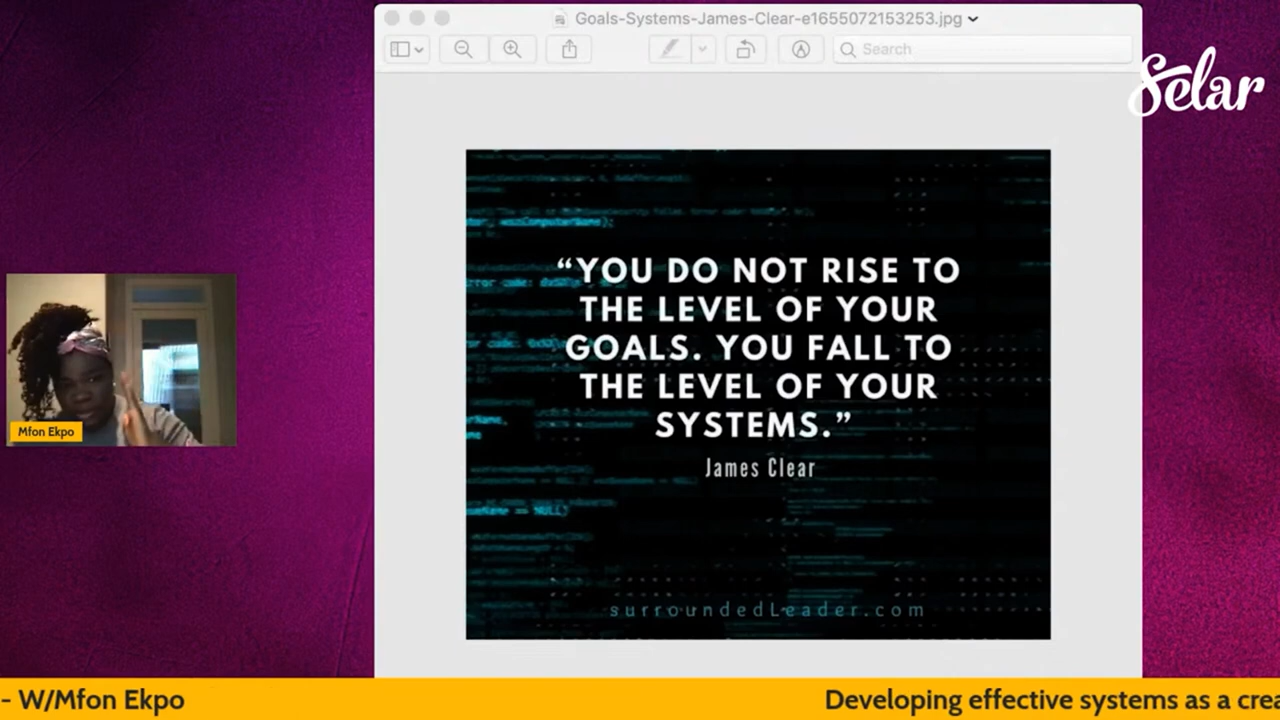 Goals-Systems-James-Clear-e1655072153253.jpg
Search
Selar
“YOU DO NOT RISE TO
THE LEVEL OF YOUR
GOALS. YOU FALL TO
THE LEVEL OF YOUR
SYSTEMS.”
James Clear
surroundedLeader.com
Mfon Ekpo
- W/Mfon Ekpo
Developing effective systems as a crea